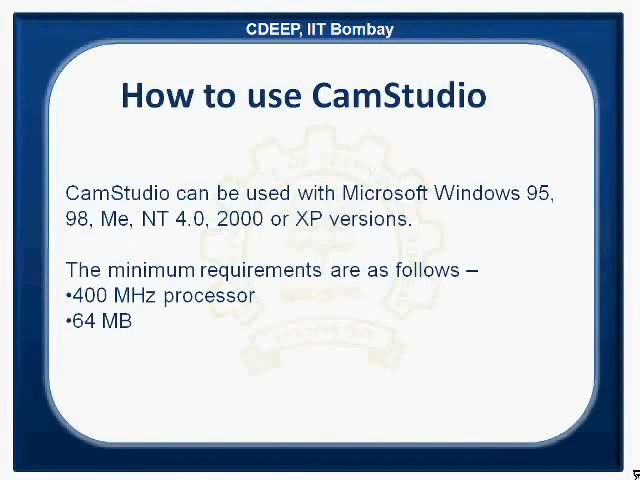 CDEEP, IIT Bombay
How to use CamStudio
CamStudio can be used with Microsoft Windows 95,
98, Me, NT 4.0, 2000 or XP versions.
The minimum requirements are as follows –
•400 MHz processor
•64 MB